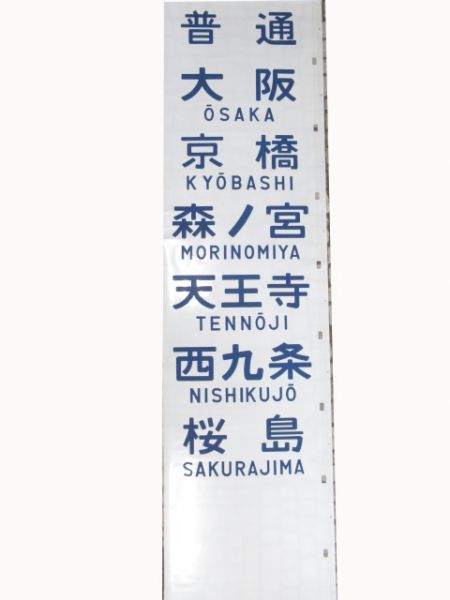 普通
大阪
ŌSAKA
京橋
KYŌBASHI
森ノ宮
MORINOMIYA
天王寺
TENNŌJI
西九条
NISHIKUJŌ
桜島
SAKURAJIMA